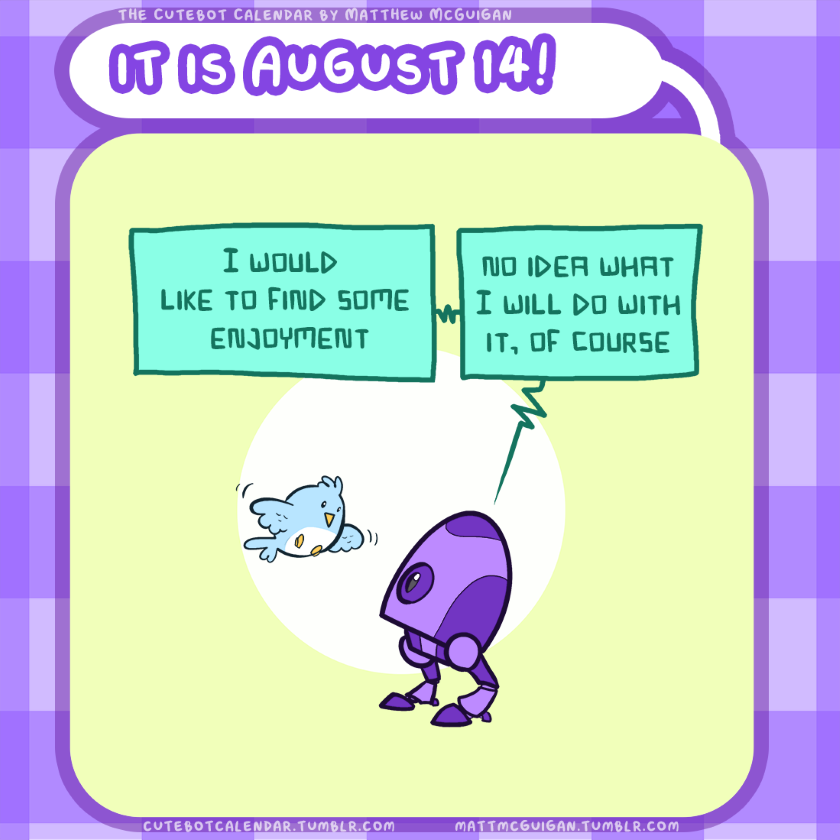 THE CUTEBOT CALENDAR BY MATTHEW MCGUIGAN
IT IS AUGUST 14!
I WOULD
LIKE TO FIND SOME
ENJOYMENT
NO IDEA WHAT
I WILL DO WITH
IT, OF COURSE
CUTEBOTCALENDAR.TUMBLR.COM
MATTMCGUIGAN.TUMBLR.COM